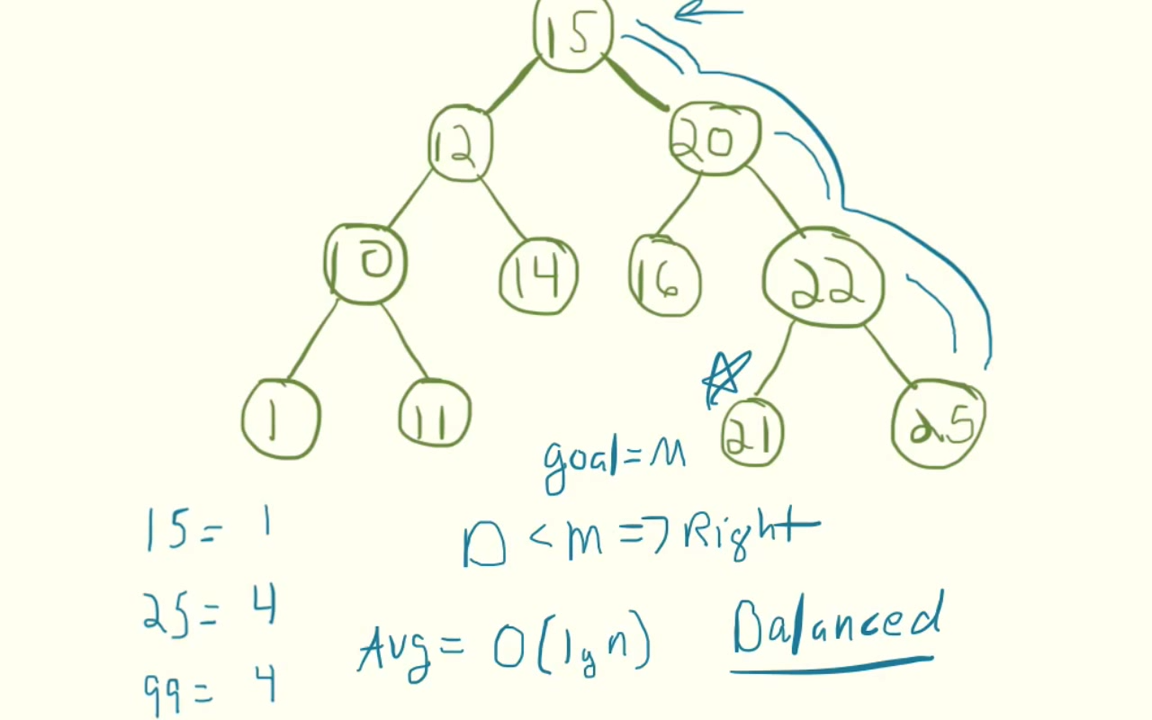 15
12 20
10 14 16 22
1 11 21 25
goal = M
15 = 1
n < m => Right
25 = 4
Avg = O(lg n) Balanced
99 = 4